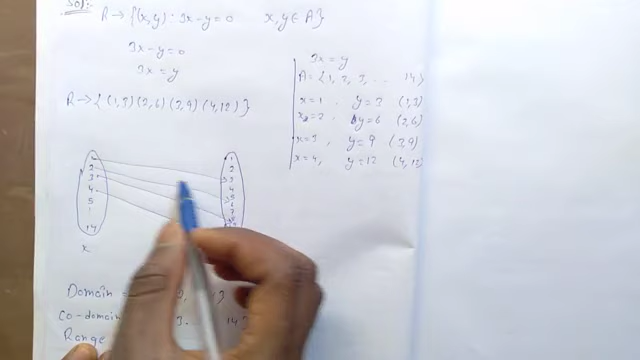 Sol:
R → {(x,y) : 3x-y=0 x,y ∈ A}
3x-y=0
3x = y
R → { (1,3) (2,6) (3,9) (4,12) }
3x = y
A = {1, 2, 3, ... 14}
x=1 , y=3 (1,3)
x=2 y=6 (2,6)
x=3 , y=9 (3,9)
x=4, y=12 (4,12)
2
3
4
5
14
x
1
2
3
4
5
6
7
Domain =
Co-domain 3. 14}
Range